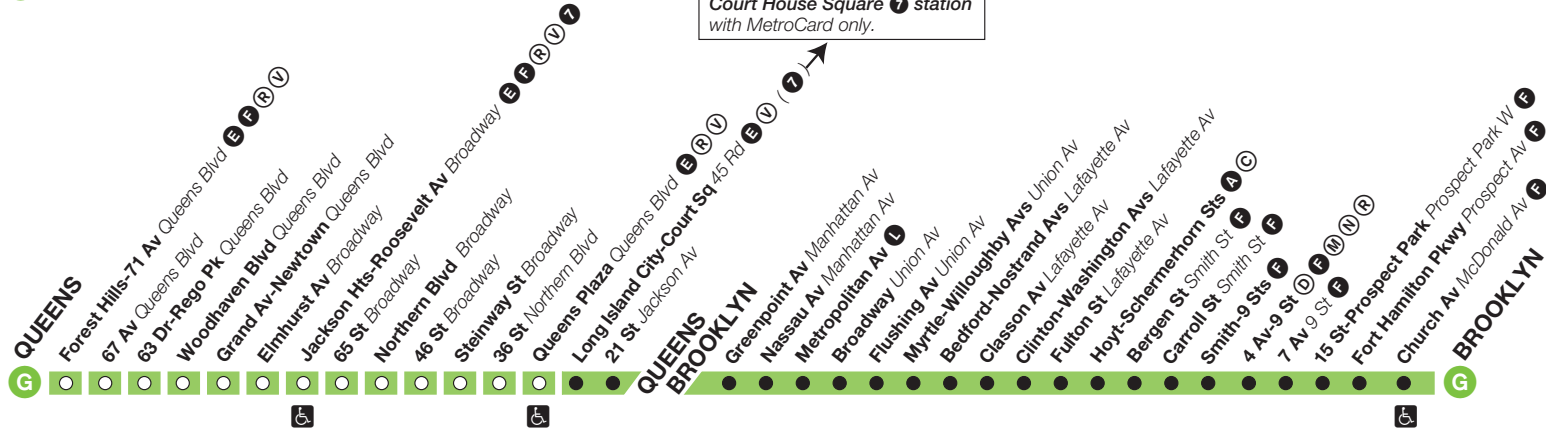 Court House Square 7 station
with MetroCard only.
QUEENS
Forest Hills-71 Av Queens Blvd E F R V
67 Av Queens Blvd
63 Dr-Rego Pk Queens Blvd
Woodhaven Blvd Queens Blvd
Grand Av-Newtown Queens Blvd
Elmhurst Av Broadway
Jackson Hts-Roosevelt Av Broadway E F R V 7
65 St Broadway
Northern Blvd Broadway
46 St Broadway
Steinway St Broadway
36 St Northern Blvd
Queens Plaza Queens Blvd E R V
Long Island City-Court Sq 45 Rd E V ( 7 )
21 St Jackson Av
QUEENS
BROOKLYN
Greenpoint Av Manhattan Av
Nassau Av Manhattan Av
Metropolitan Av L
Broadway Union Av
Flushing Av Union Av
Myrtle-Willoughby Avs Union Av
Bedford-Nostrand Avs Lafayette Av
Classon Av Lafayette Av
Clinton-Washington Avs Lafayette Av
Fulton St Lafayette Av
Hoyt-Schermerhorn Sts A C
Bergen St Smith St F
Carroll St Smith St F
Smith-9 Sts F
4 Av-9 St D F M N R
7 Av 9 St F
15 St-Prospect Park Prospect Park W F
Fort Hamilton Pkwy Prospect Av F
Church Av McDonald Av F
BROOKLYN
G
G